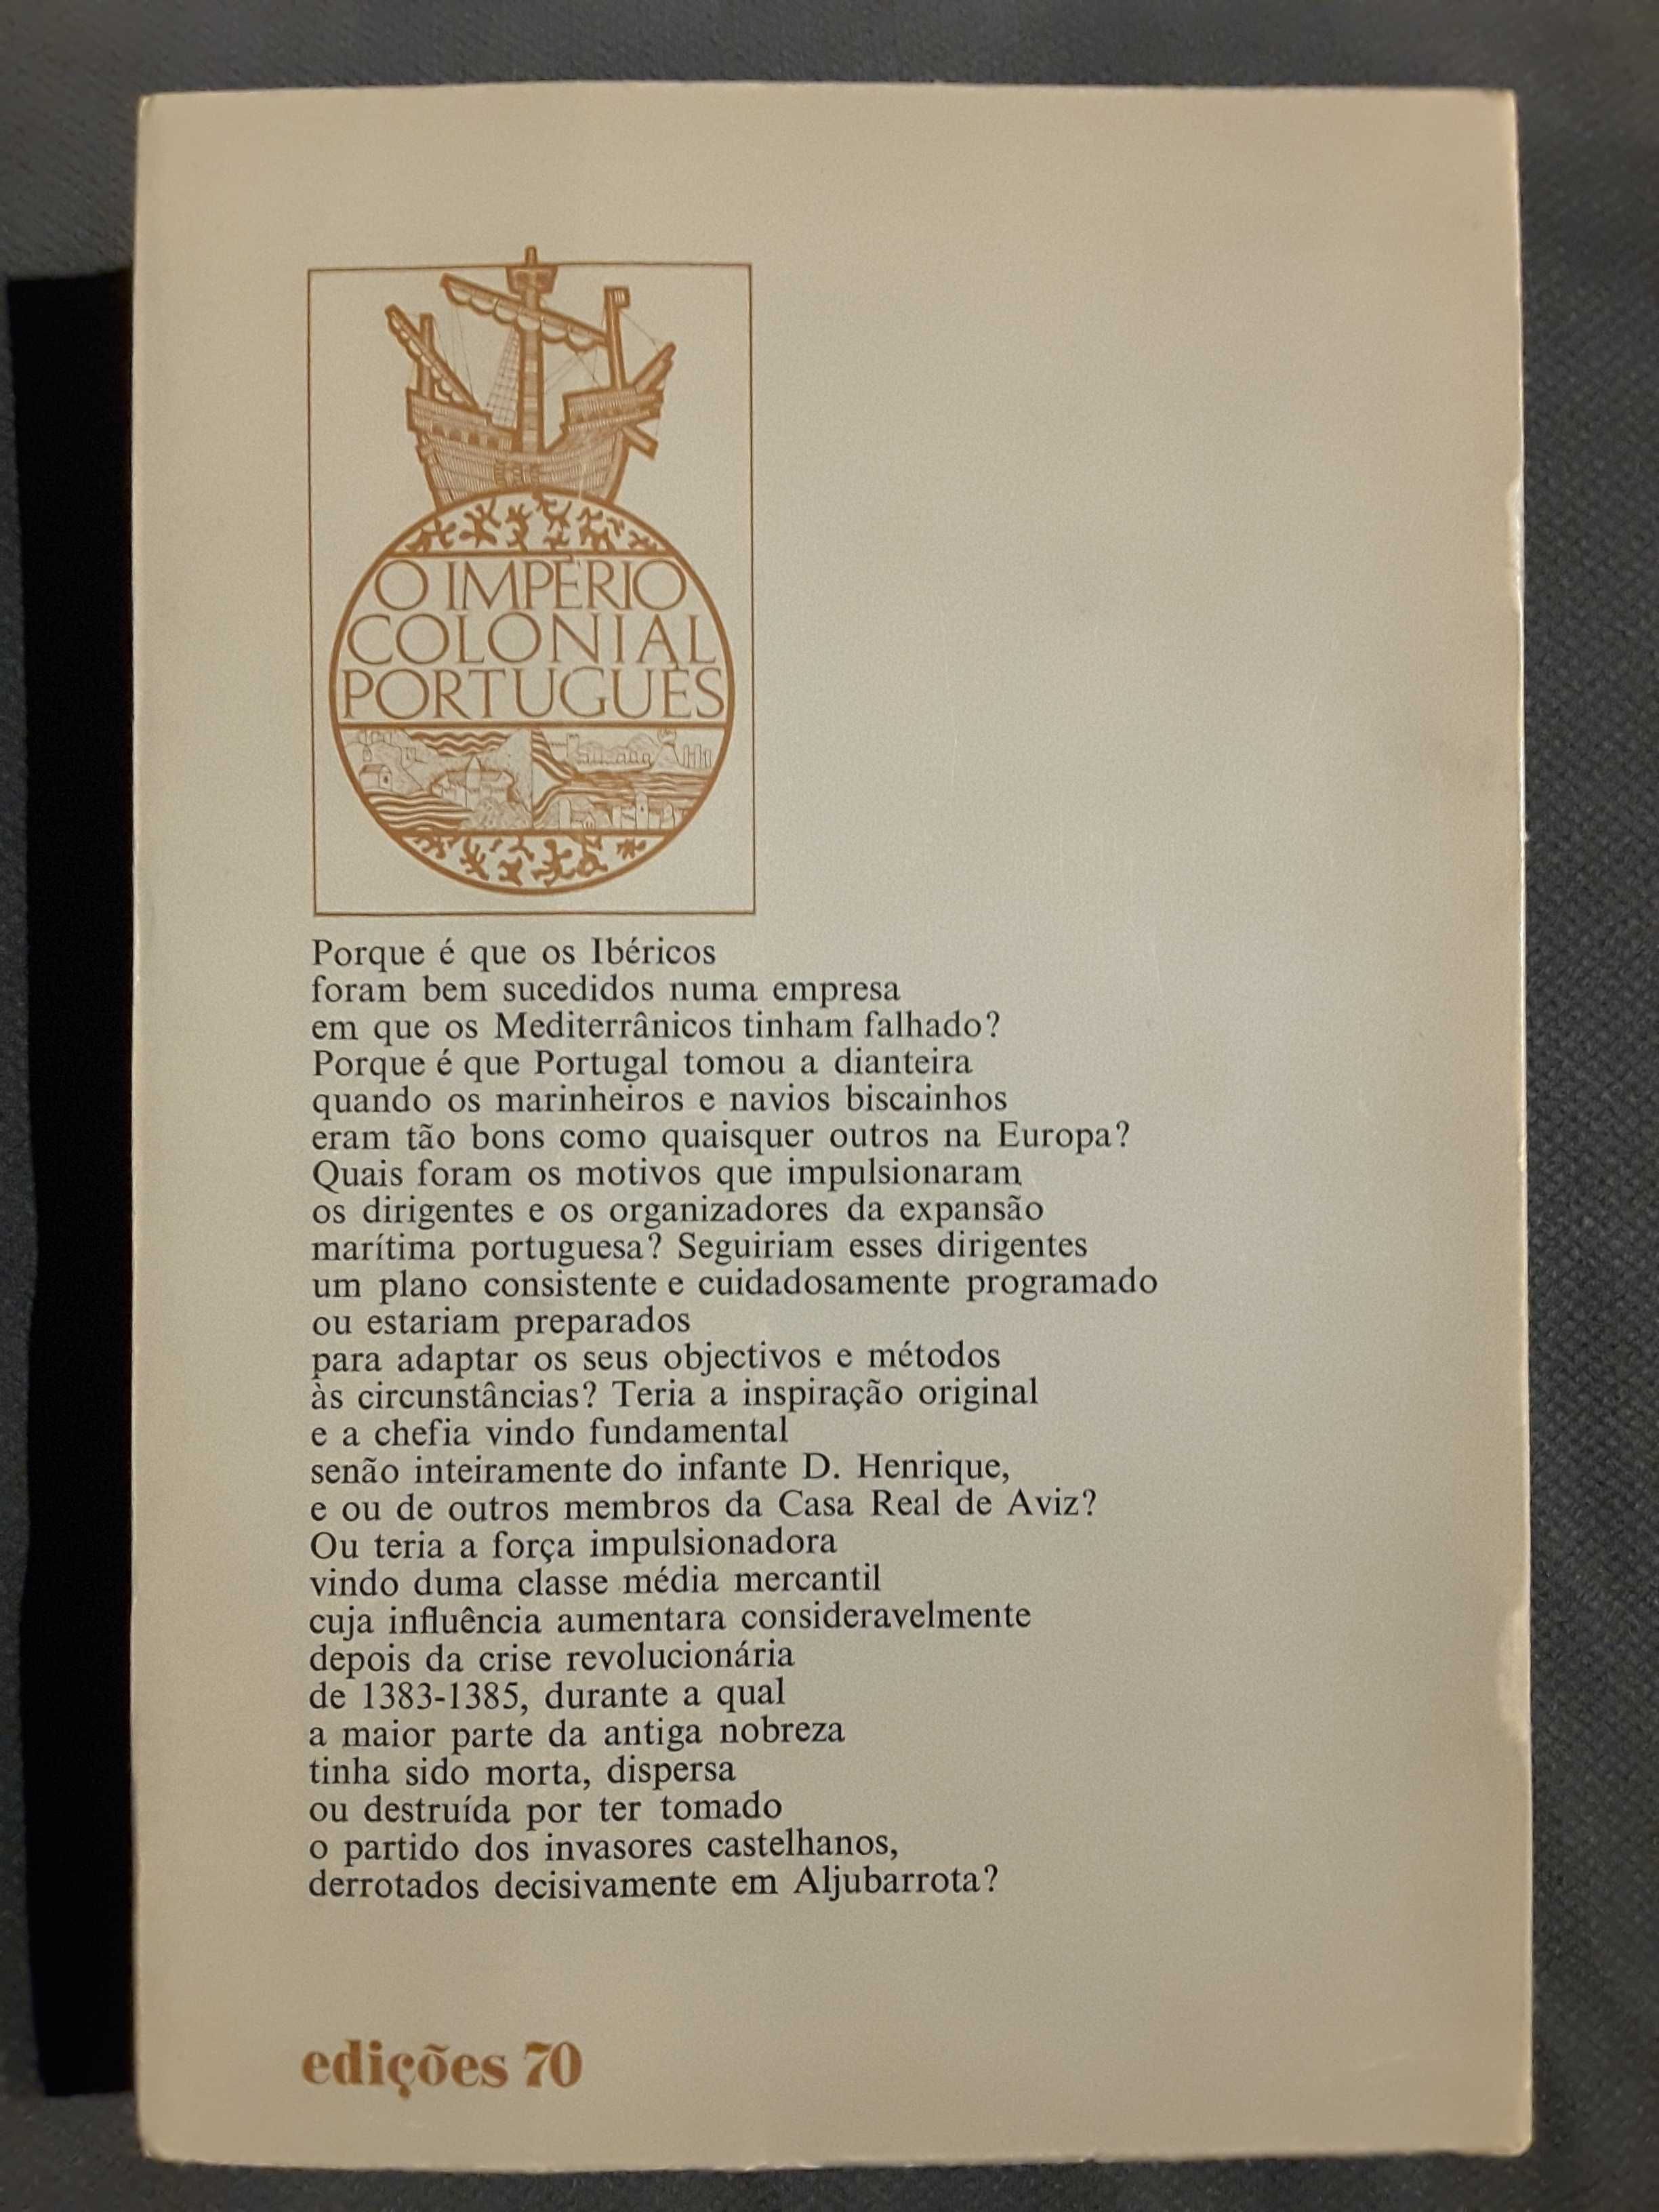 O IMPÉRIO
COLONIAL
PORTUGUÊS
Porque é que os Ibéricos
foram bem sucedidos numa empresa
em que os Mediterrânicos tinham falhado?
Porque é que Portugal tomou a dianteira
quando os marinheiros e navios biscainhos
eram tão bons como quaisquer outros na Europa?
Quais foram os motivos que impulsionaram
os dirigentes e os organizadores da expansão
marítima portuguesa? Seguiriam esses dirigentes
um plano consistente e cuidadosamente programado
ou estariam preparados
para adaptar os seus objectivos e métodos
às circunstâncias? Teria a inspiração original
e a chefia vindo fundamental
senão inteiramente do infante D. Henrique,
e ou de outros membros da Casa Real de Aviz?
Ou teria a força impulsionadora
vindo duma classe média mercantil
cuja influência aumentara consideravelmente
depois da crise revolucionária
de 1383-1385, durante a qual
a maior parte da antiga nobreza
tinha sido morta, dispersa
ou destruída por ter tomado
o partido dos invasores castelhanos,
derrotados decisivamente em Aljubarrota?
edições 70